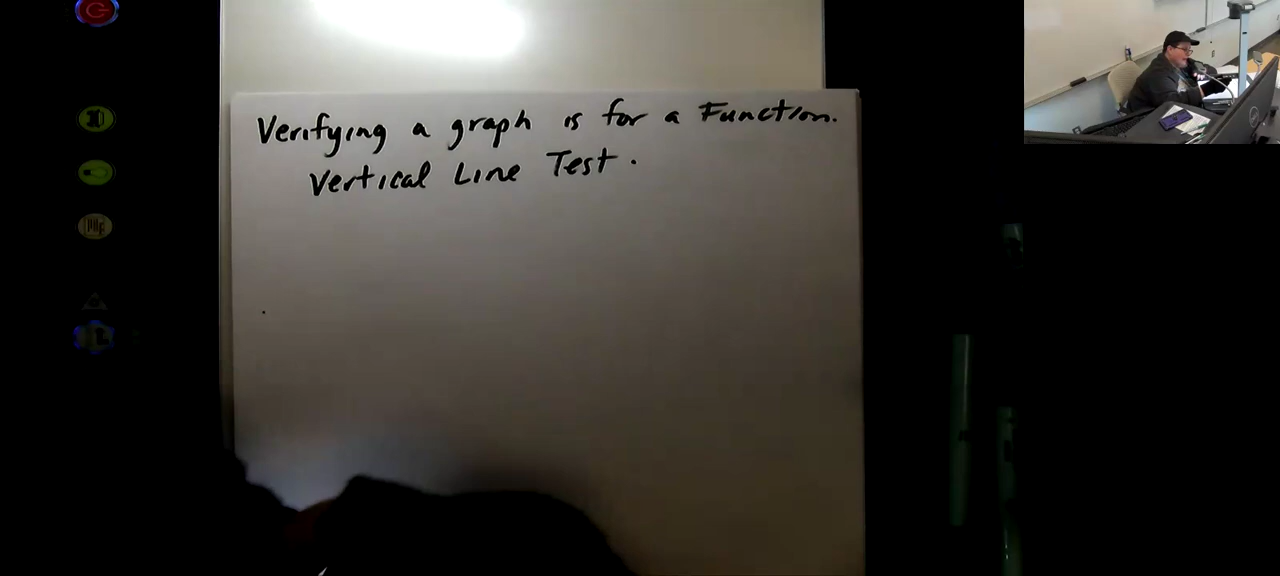 Verifying a graph is for a Function.
Vertical Line Test.